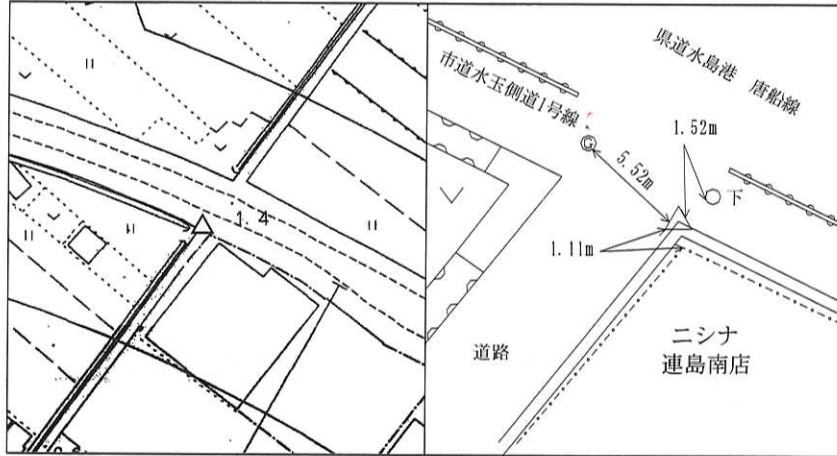 1.4
県道水島港 唐船線
市道水玉側道1号線
1.52m
G
5.52m
下
1.11m
ニシナ
連島南店
道路